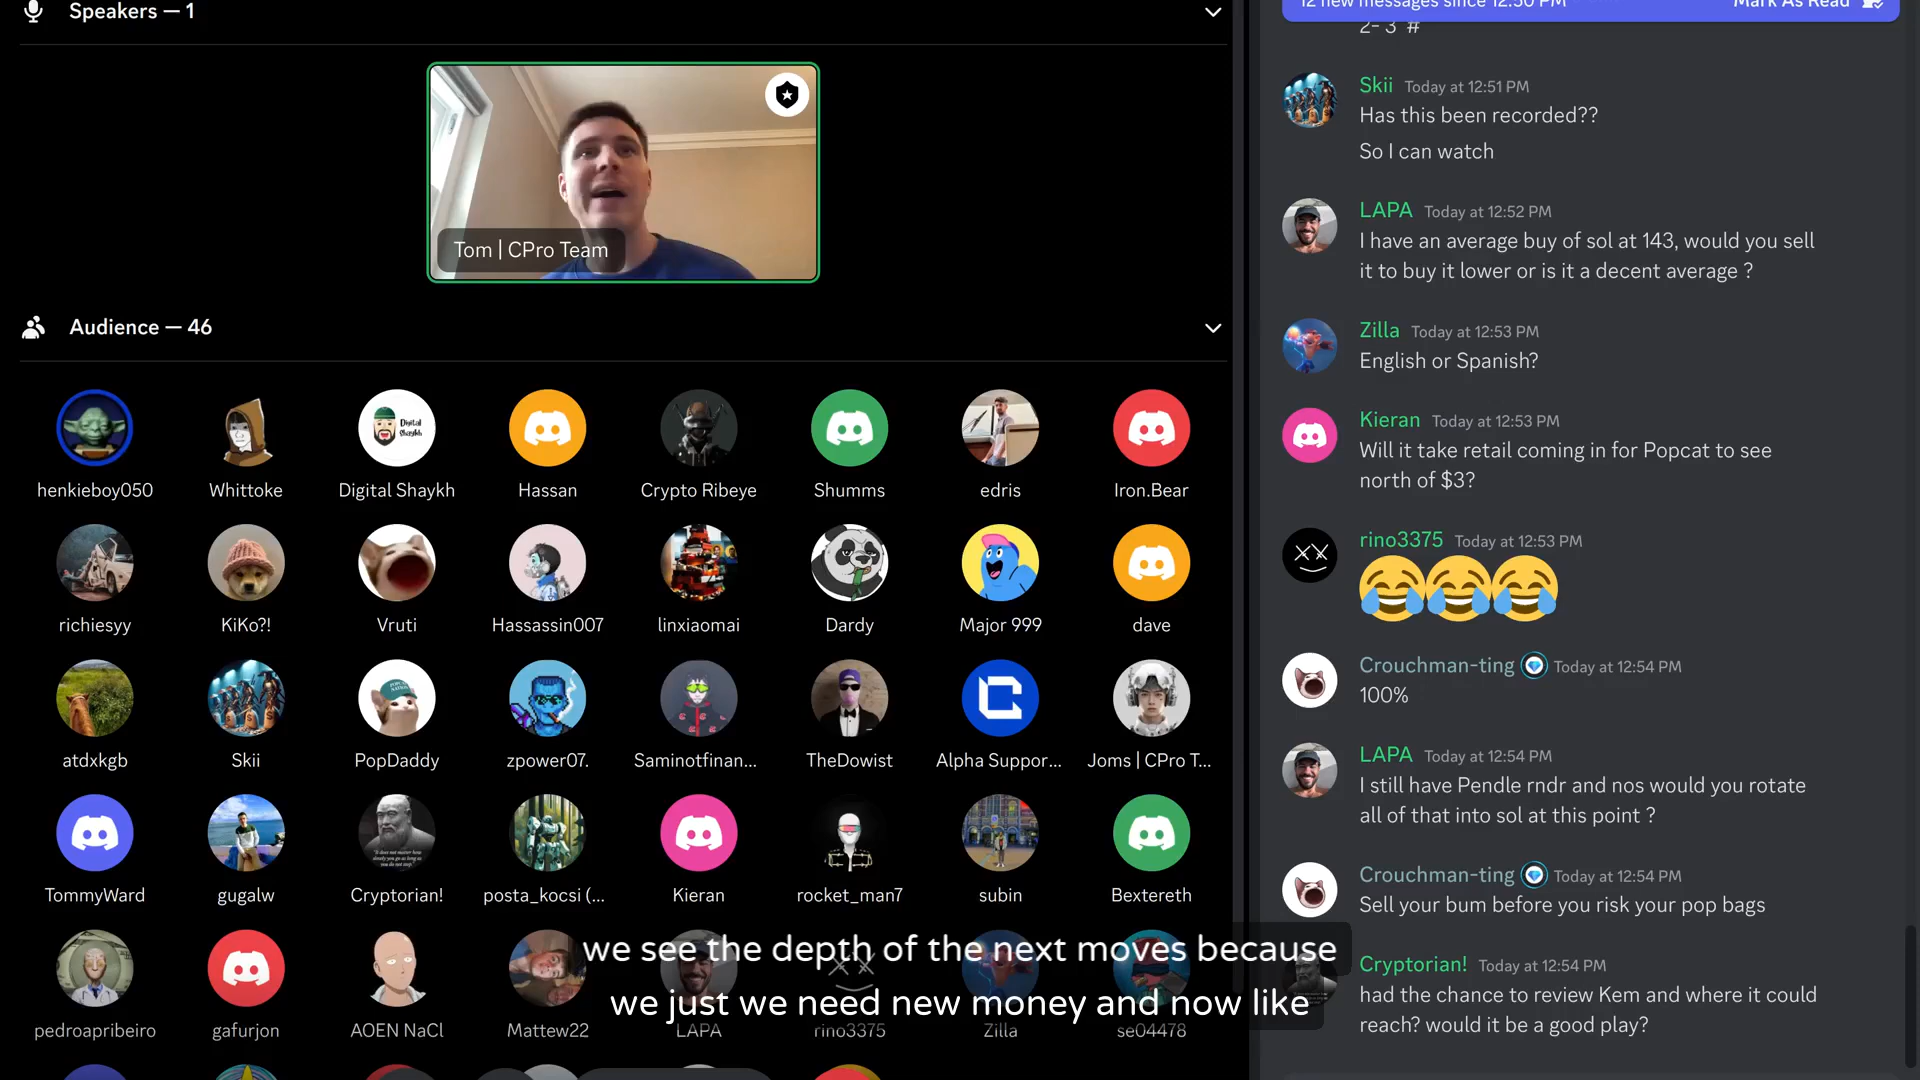 Speakers — 1
Tom | CPro Team
Audience — 46
henkieboy050
Whittoke
Digital Shaykh
Hassan
Crypto Ribeye
Shumms
edris
Iron.Bear
richiesyy
KiKo?!
Vruti
Hassassin007
linxiaomai
Dardy
Major 999
dave
atdxkgb
Skii
PopDaddy
zpower07.
Saminotfinan...
TheDowist
Alpha Suppor...
Joms | CPro T...
TommyWard
gugalw
Cryptorian!
posta_kocsi (...
Kieran
rocket_man7
subin
Bextereth
pedroapribeiro
gafurjon
AOEN NaCl
Mattew22
LAPA
rino3375
Zilla
se04478
we see the depth of the next moves because
we just we need new money and now like
12 new messages since 12:50 PM
Mark As Read
2- 3 #
Skii Today at 12:51 PM
Has this been recorded??
So I can watch
LAPA Today at 12:52 PM
I have an average buy of sol at 143, would you sell
it to buy it lower or is it a decent average ?
Zilla Today at 12:53 PM
English or Spanish?
Kieran Today at 12:53 PM
Will it take retail coming in for Popcat to see
north of $3?
rino3375 Today at 12:53 PM
😂😂😂
Crouchman-ting Today at 12:54 PM
100%
LAPA Today at 12:54 PM
I still have Pendle rndr and nos would you rotate
all of that into sol at this point ?
Crouchman-ting Today at 12:54 PM
Sell your bum before you risk your pop bags
Cryptorian! Today at 12:54 PM
had the chance to review Kem and where it could
reach? would it be a good play?